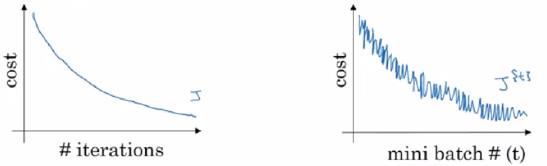 cost
J
# iterations
cost
J^{t}
mini batch # (t)